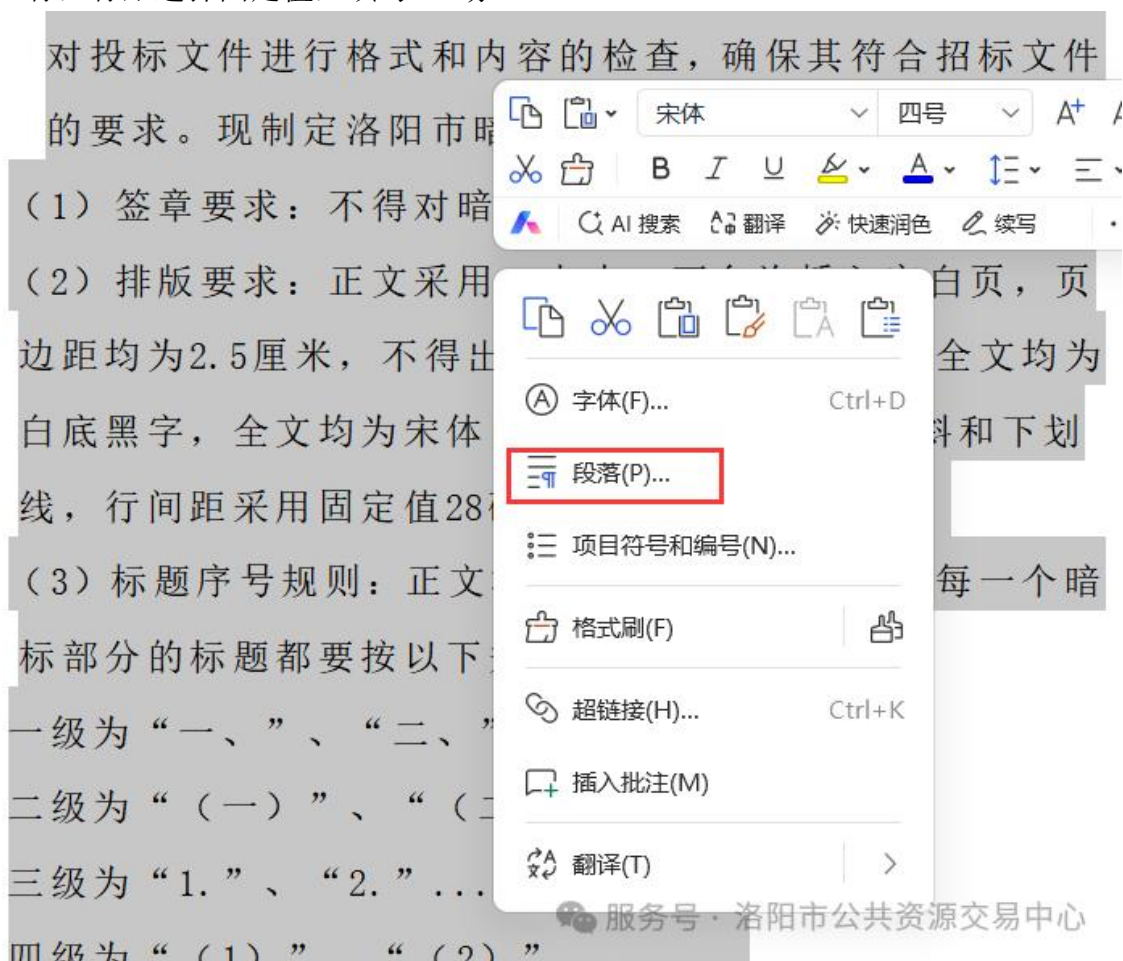 对投标文件进行格式和内容的检查，确保其符合招标文件
的要求。现制定洛阳市暗
（1）签章要求：不得对暗
（2）排版要求：正文采用
白页，页
边距均为2.5厘米，不得出
全文均为
白底黑字，全文均为宋体
斜和下划
线，行间距采用固定值28
（3）标题序号规则：正文
每一个暗
标部分的标题都要按以下
一级为“一、”、“二、”
二级为“（一）”、“（二
三级为“1.”、“2.”...
四级为“（1）”、“（2）”
宋体
四号
A+
B I U A
AI 搜索
翻译
快速润色
续写
字体(F)... Ctrl+D
段落(P)...
项目符号和编号(N)...
格式刷(F)
超链接(H)... Ctrl+K
插入批注(M)
翻译(T)
服务号 · 洛阳市公共资源交易中心